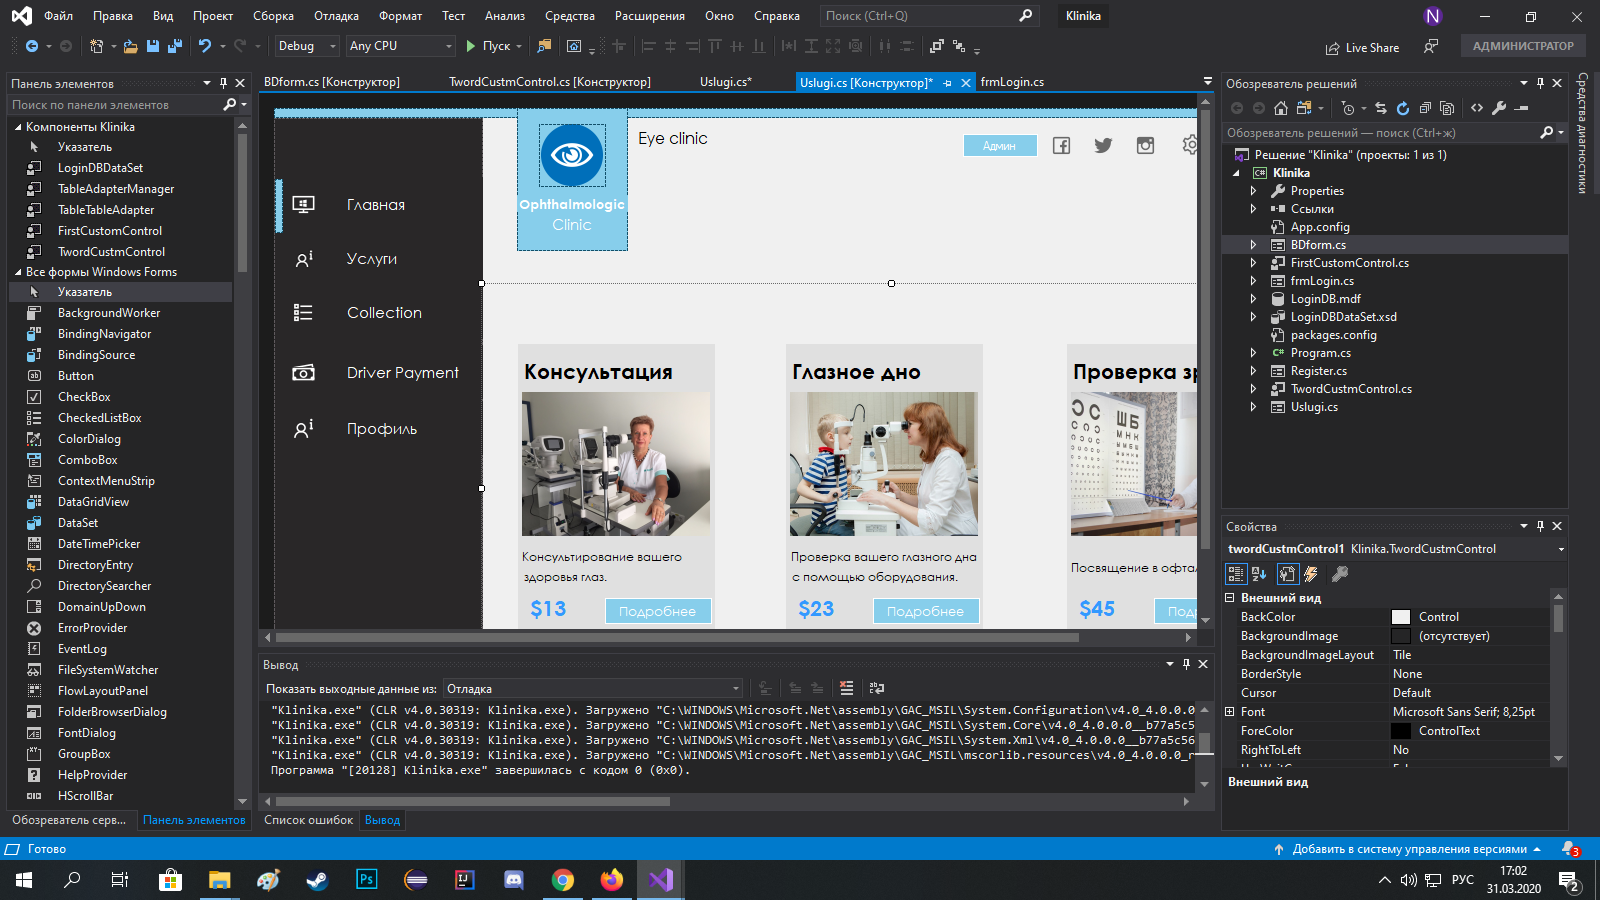 Файл Правка Вид Проект Сборка Отладка Формат Тест Анализ Средства Расширения Окно Справка Поиск (Ctrl+Q) Klinika N
Debug Any CPU Пуск Live Share АДМИНИСТРАТОР
Панель элементов
Поиск по панели элементов
Компоненты Klinika
Указатель
LoginDBDataSet
TableAdapterManager
TableTableAdapter
FirstCustomControl
TwordCustmControl
Все формы Windows Forms
Указатель
BackgroundWorker
BindingNavigator
BindingSource
Button
CheckBox
CheckedListBox
ColorDialog
ComboBox
ContextMenuStrip
DataGridView
DataSet
DateTimePicker
DirectoryEntry
DirectorySearcher
DomainUpDown
ErrorProvider
EventLog
FileSystemWatcher
FlowLayoutPanel
FolderBrowserDialog
FontDialog
GroupBox
HelpProvider
HScrollBar
Обозреватель серв... Панель элементов
BDform.cs [Конструктор] TwordCustmControl.cs [Конструктор] Uslugi.cs* Uslugi.cs [Конструктор]* frmLogin.cs
Eye clinic
Админ
Ophthalmologic
Clinic
Главная
Услуги
Collection
Driver Payment
Профиль
Консультация
Консультирование вашего
здоровья глаз.
$13 Подробнее
Глазное дно
Проверка вашего глазного дна
с помощью оборудования.
$23 Подробнее
Проверка зр
ШБ
МНК
Посвящение в офтал
$45 Подр
Вывод
Показать выходные данные из: Отладка
"Klinika.exe" (CLR v4.0.30319: Klinika.exe). Загружено "C:\WINDOWS\Microsoft.Net\assembly\GAC_MSIL\System.Configuration\v4.0_4.0.0.0
"Klinika.exe" (CLR v4.0.30319: Klinika.exe). Загружено "C:\WINDOWS\Microsoft.Net\assembly\GAC_MSIL\System.Core\v4.0_4.0.0.0__b77a5c5
"Klinika.exe" (CLR v4.0.30319: Klinika.exe). Загружено "C:\WINDOWS\Microsoft.Net\assembly\GAC_MSIL\System.Xml\v4.0_4.0.0.0__b77a5c56
"Klinika.exe" (CLR v4.0.30319: Klinika.exe). Загружено "C:\WINDOWS\Microsoft.Net\assembly\GAC_MSIL\mscorlib.resources\v4.0_4.0.0.0_r
Программа "[20128] Klinika.exe" завершилась с кодом 0 (0x0).
Список ошибок Вывод
Обозреватель решений
Обозреватель решений — поиск (Ctrl+ж)
Решение "Klinika" (проекты: 1 из 1)
Klinika
Properties
Ссылки
App.config
BDform.cs
FirstCustomControl.cs
frmLogin.cs
LoginDB.mdf
LoginDBDataSet.xsd
packages.config
Program.cs
Register.cs
TwordCustmControl.cs
Uslugi.cs
Средства диагностики
Свойства
twordCustmControl1 Klinika.TwordCustmControl
Внешний вид
BackColor Control
BackgroundImage (отсутствует)
BackgroundImageLayout Tile
BorderStyle None
Cursor Default
Font Microsoft Sans Serif; 8,25pt
ForeColor ControlText
RightToLeft No
Внешний вид
Готово Добавить в систему управления версиями 3
Ps IJ РУС 17:02
31.03.2020 2